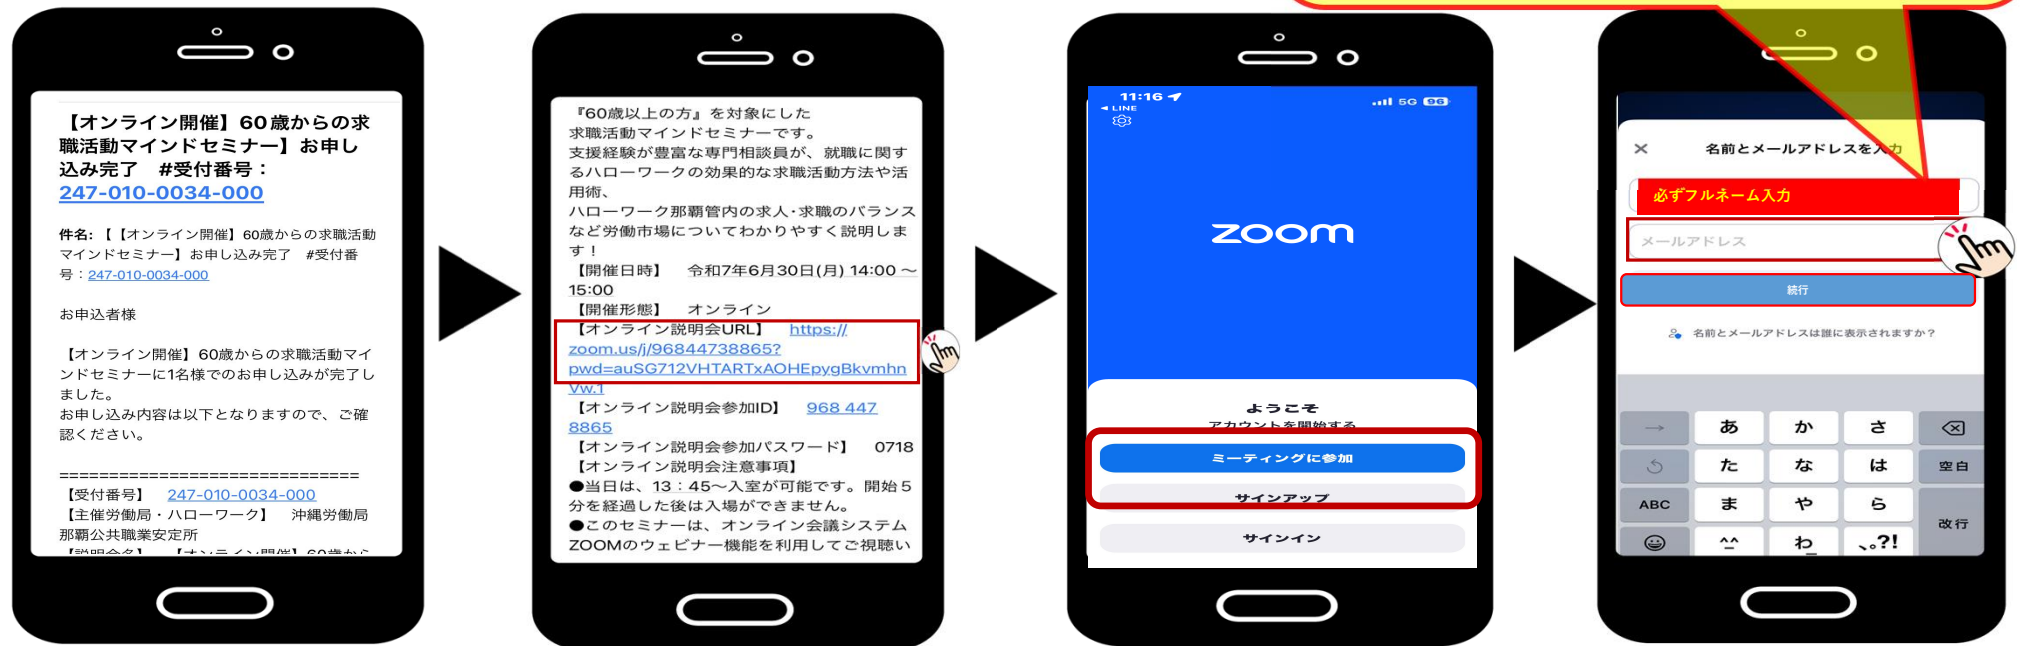 【オンライン開催】60歳からの求
職活動マインドセミナー】お申し
込み完了　#受付番号：
247-010-0034-000
件名: 【【オンライン開催】60歳からの求職活動
マインドセミナー】お申し込み完了　#受付番
号：247-010-0034-000
お申込者様
【オンライン開催】60歳からの求職活動マイ
ンドセミナーに1名様でのお申し込みが完了し
ました。
お申し込み内容は以下となりますので、ご確
認ください。
==============================
【受付番号】　247-010-0034-000
【主催労働局・ハローワーク】　沖縄労働局
那覇公共職業安定所
【説明会名】　【オンライン開催】60歳から
『60歳以上の方』を対象にした
求職活動マインドセミナーです。
支援経験が豊富な専門相談員が、就職に関す
るハローワークの効果的な求職活動方法や活
用術、
ハローワーク那覇管内の求人･求職のバランス
など労働市場についてわかりやすく説明しま
す！
【開催日時】　令和7年6月30日(月) 14:00 ～
15:00
【開催形態】　オンライン
【オンライン説明会URL】　https://
zoom.us/j/96844738865?
pwd=auSG712VHTARTxAOHEpygBkvmhn
Vw.1
【オンライン説明会参加ID】　968 447
8865
【オンライン説明会参加パスワード】　0718
【オンライン説明会注意事項】
●当日は、13：45～入室が可能です。開始５
分を経過した後は入場ができません。
●このセミナーは、オンライン会議システム
ZOOMのウェビナー機能を利用してご視聴い
11:16
◀ LINE
5G 96
zoom
ようこそ
アカウントを開始する
ミーティングに参加
サインアップ
サインイン
× 名前とメールアドレスを入力
必ずフルネーム入力
メールアドレス
続行
名前とメールアドレスは誰に表示されますか？
→ あ か さ
た な は 空白
ABC ま や ら
改行
^^ わ 、。?!